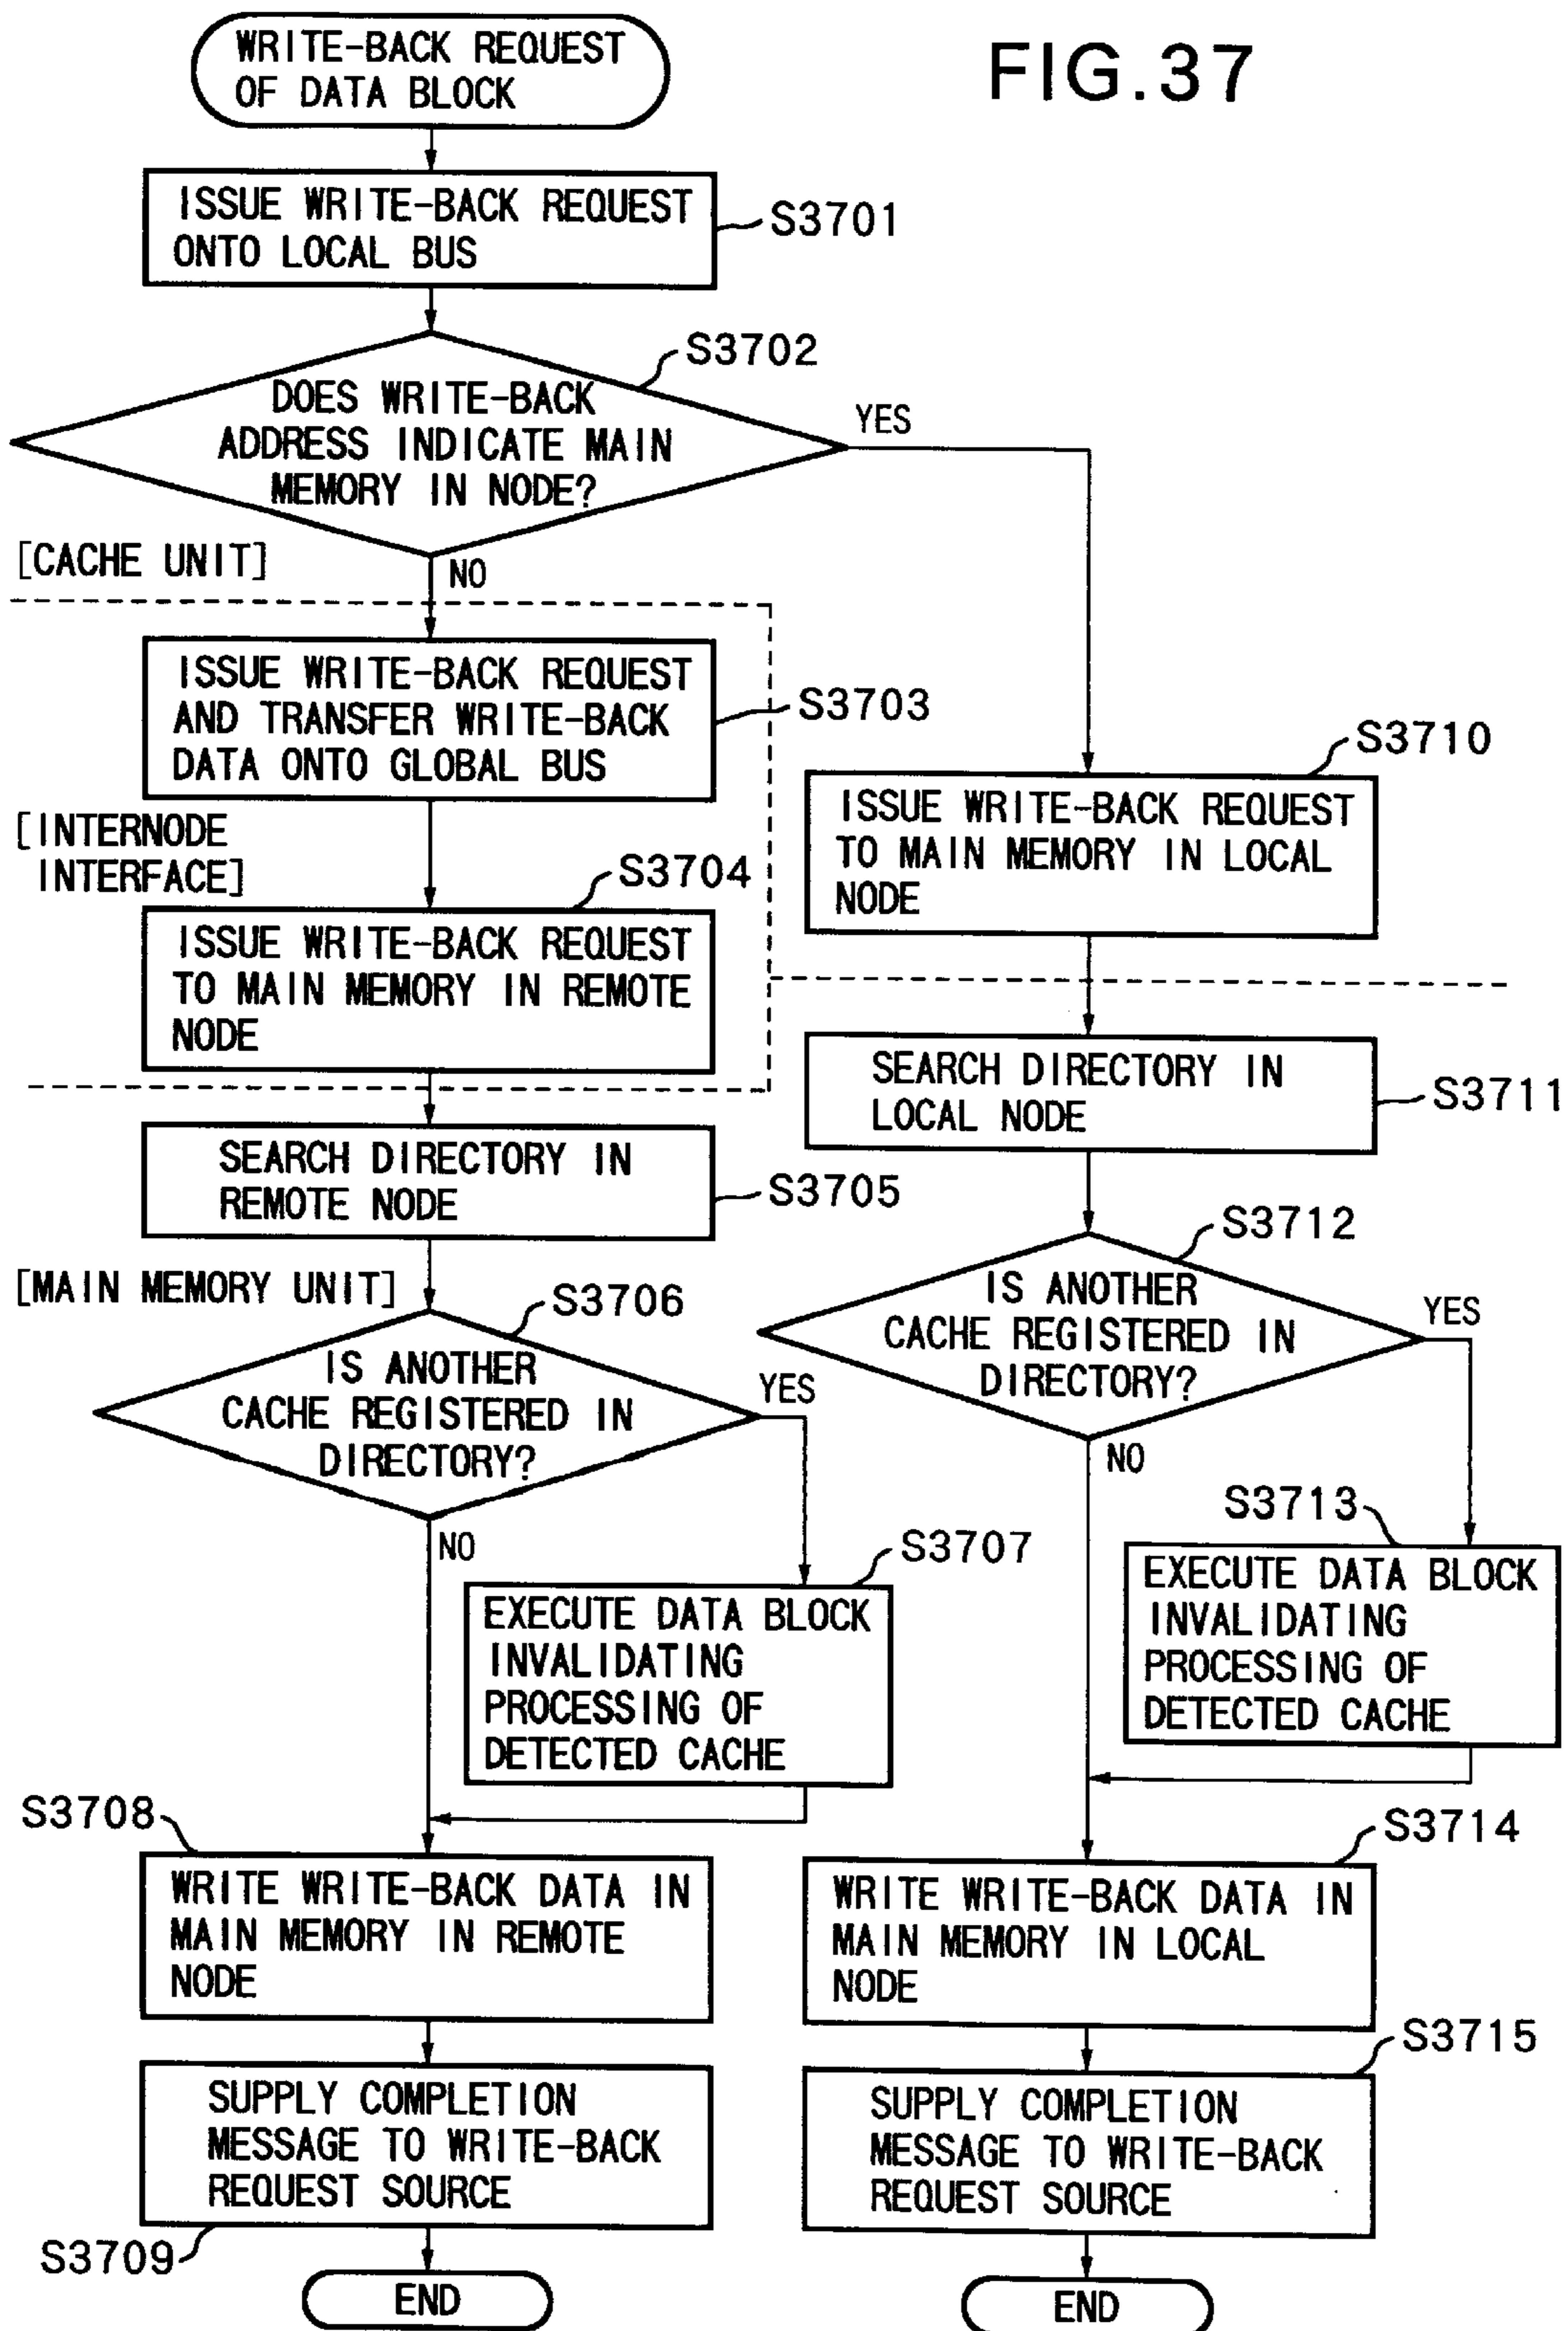 FIG.37
WRITE-BACK REQUEST
OF DATA BLOCK
ISSUE WRITE-BACK REQUEST
ONTO LOCAL BUS
S3701
S3702
DOES WRITE-BACK
ADDRESS INDICATE MAIN
MEMORY IN NODE?
YES
[CACHE UNIT]
NO
ISSUE WRITE-BACK REQUEST
AND TRANSFER WRITE-BACK
DATA ONTO GLOBAL BUS
S3703
[INTERNODE
INTERFACE]
S3704
ISSUE WRITE-BACK REQUEST
TO MAIN MEMORY IN REMOTE
NODE
SEARCH DIRECTORY IN
REMOTE NODE
S3705
[MAIN MEMORY UNIT]
S3706
IS ANOTHER
CACHE REGISTERED IN
DIRECTORY?
YES
NO
S3707
EXECUTE DATA BLOCK
INVALIDATING
PROCESSING OF
DETECTED CACHE
S3708
WRITE WRITE-BACK DATA IN
MAIN MEMORY IN REMOTE
NODE
SUPPLY COMPLETION
MESSAGE TO WRITE-BACK
REQUEST SOURCE
S3709
END
S3710
ISSUE WRITE-BACK REQUEST
TO MAIN MEMORY IN LOCAL
NODE
SEARCH DIRECTORY IN
LOCAL NODE
S3711
S3712
IS ANOTHER
CACHE REGISTERED IN
DIRECTORY?
YES
NO
S3713
EXECUTE DATA BLOCK
INVALIDATING
PROCESSING OF
DETECTED CACHE
S3714
WRITE WRITE-BACK DATA IN
MAIN MEMORY IN LOCAL
NODE
S3715
SUPPLY COMPLETION
MESSAGE TO WRITE-BACK
REQUEST SOURCE
END